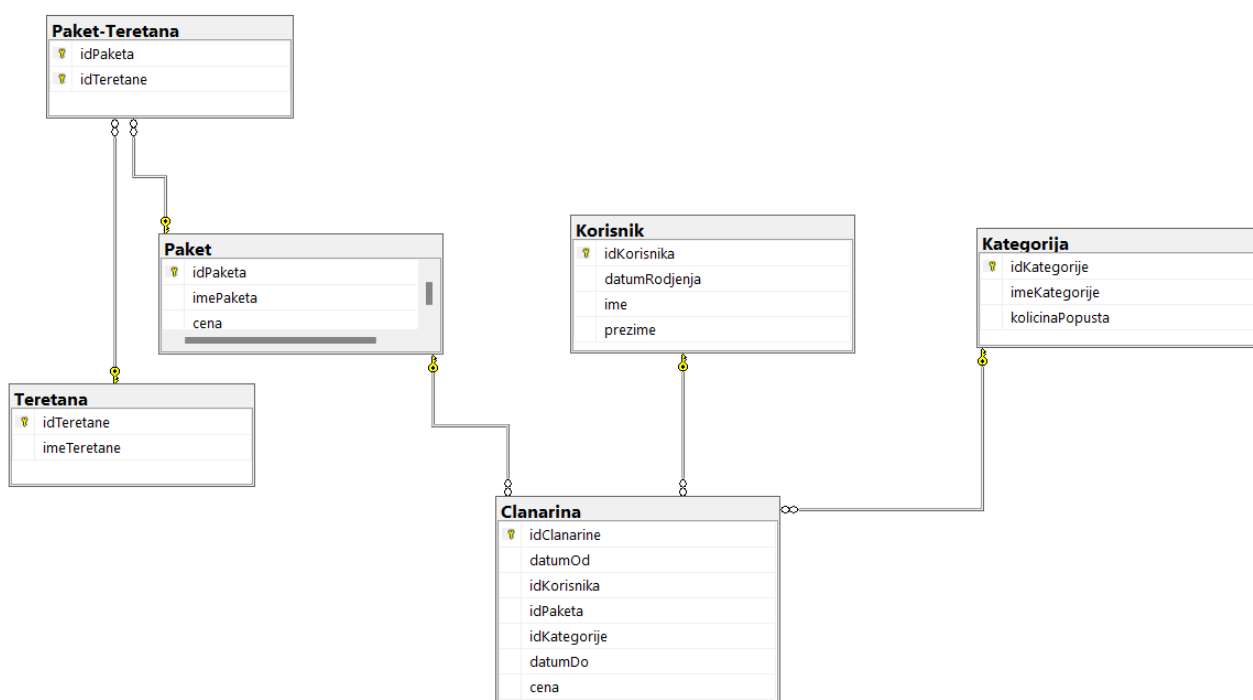 Paket-Teretana
idPaketa
idTeretane
Paket
idPaketa
imePaketa
cena
Korisnik
idKorisnika
datumRodjenja
ime
prezime
Kategorija
idKategorije
imeKategorije
kolicinaPopusta
Teretana
idTeretane
imeTeretane
Clanarina
idClanarine
datumOd
idKorisnika
idPaketa
idKategorije
datumDo
cena